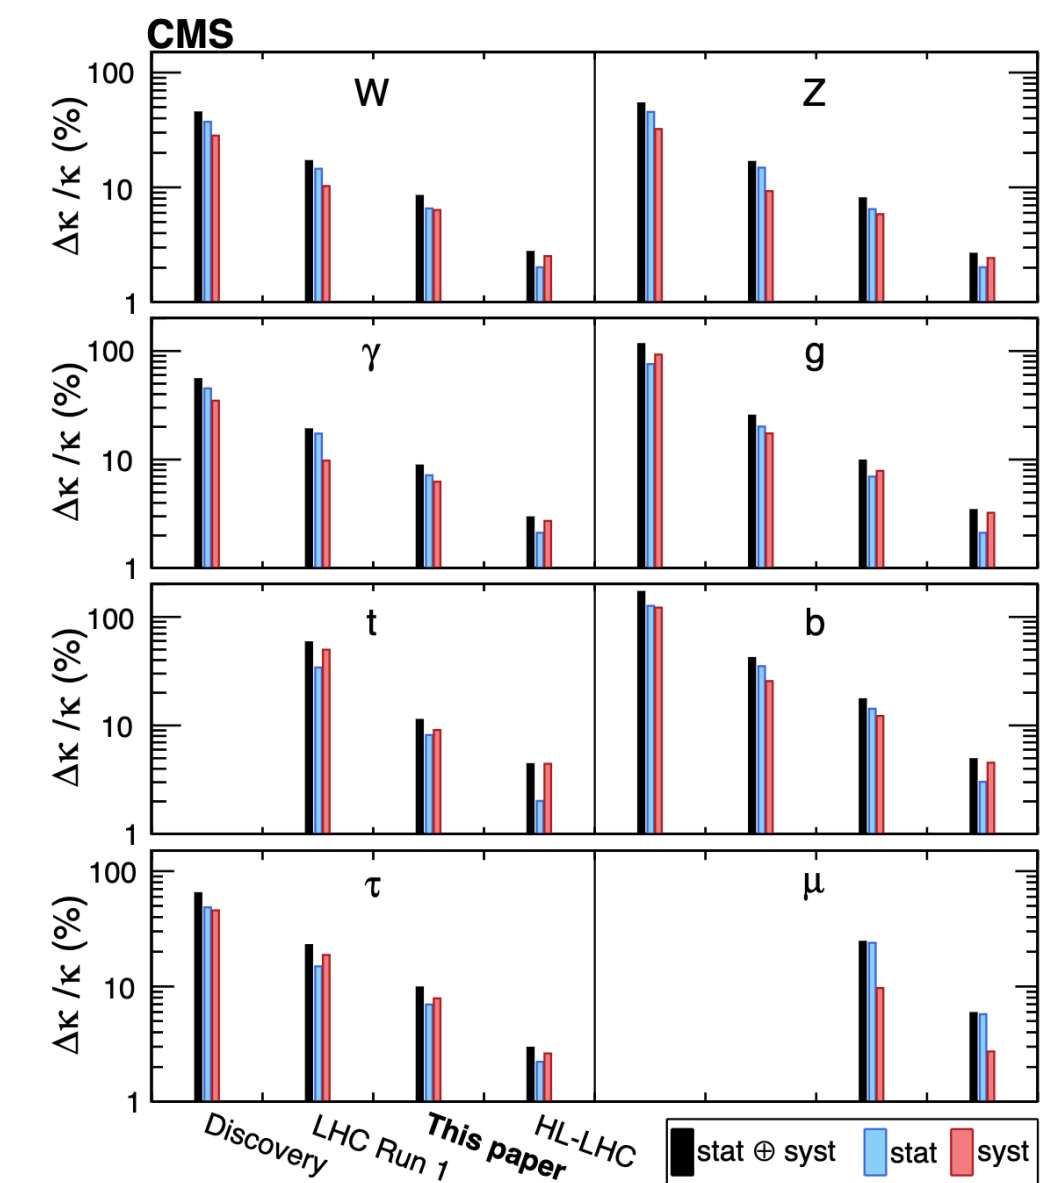 CMS
W
Z
Δκ /κ (%)
100
10
1
γ
g
Δκ /κ (%)
100
10
1
t
b
Δκ /κ (%)
100
10
1
τ
μ
Δκ /κ (%)
100
10
1
Discovery
LHC Run 1
This paper
HL-LHC
stat ⊕ syst
stat
syst